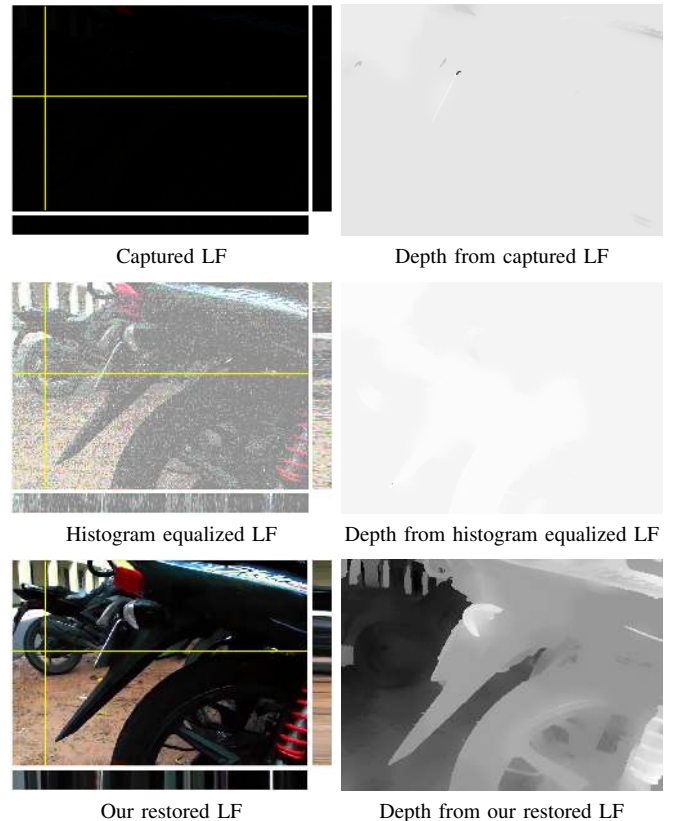 Captured LF
Depth from captured LF
Histogram equalized LF
Depth from histogram equalized LF
Our restored LF
Depth from our restored LF